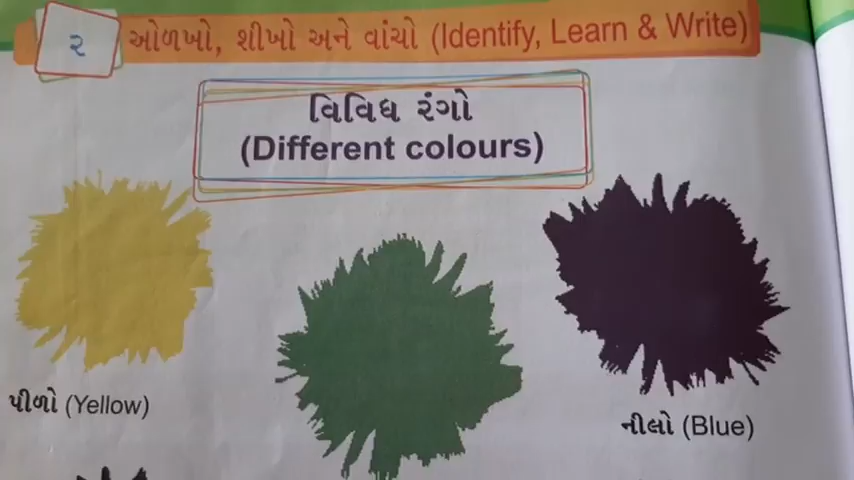 ૨ ઓળખો, શીખો અને વાંચો (Identify, Learn & Write)
વિવિધ રંગો
(Different colours)
પીળો (Yellow)
નીલો (Blue)